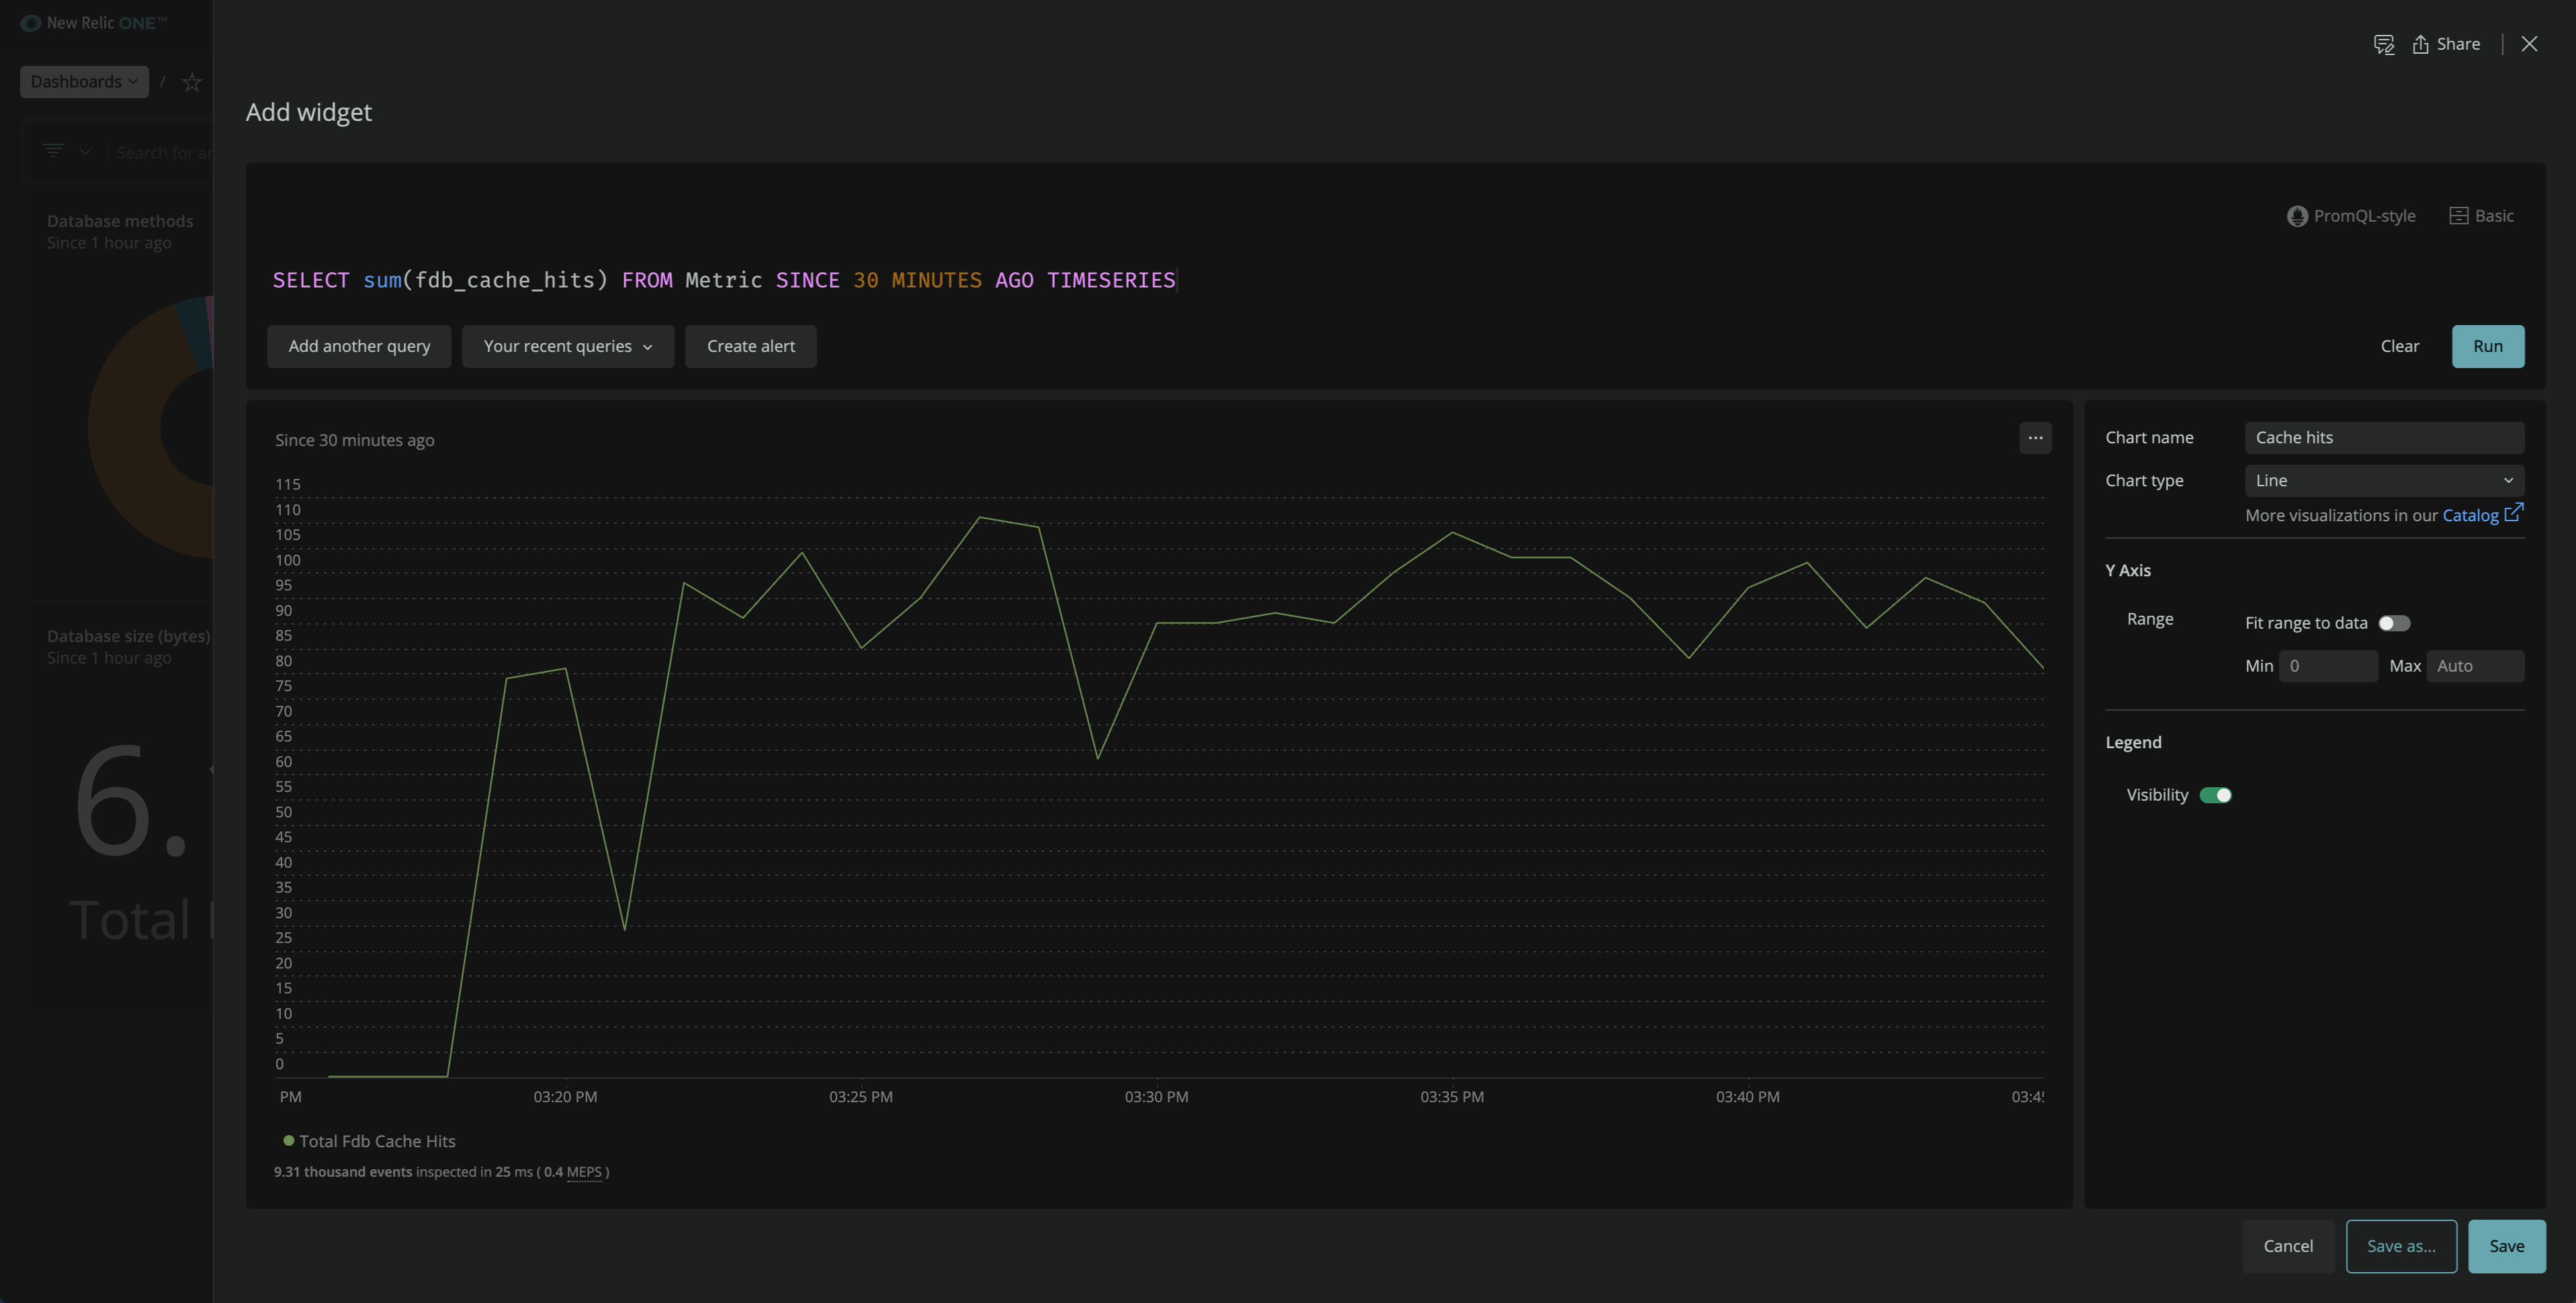 New Relic ONE™
Share
Dashboards /
Add widget
Search for
PromQL-style Basic
Database methods
Since 1 hour ago
SELECT sum(fdb_cache_hits) FROM Metric SINCE 30 MINUTES AGO TIMESERIES
Add another query Your recent queries Create alert Clear Run
Since 30 minutes ago
115
110
105
100
95
90
85
80
75
70
65
60
55
50
45
40
35
30
25
20
15
10
5
0
PM 03:20 PM 03:25 PM 03:30 PM 03:35 PM 03:40 PM
Total Fdb Cache Hits
9.31 thousand events inspected in 25 ms ( 0.4 MEPS )
Chart name Cache hits
Chart type Line
More visualizations in our Catalog
Y Axis
Range Fit range to data
Min 0 Max Auto
Legend
Visibility
Database size (bytes)
Since 1 hour ago
6.
Total
Cancel Save as... Save